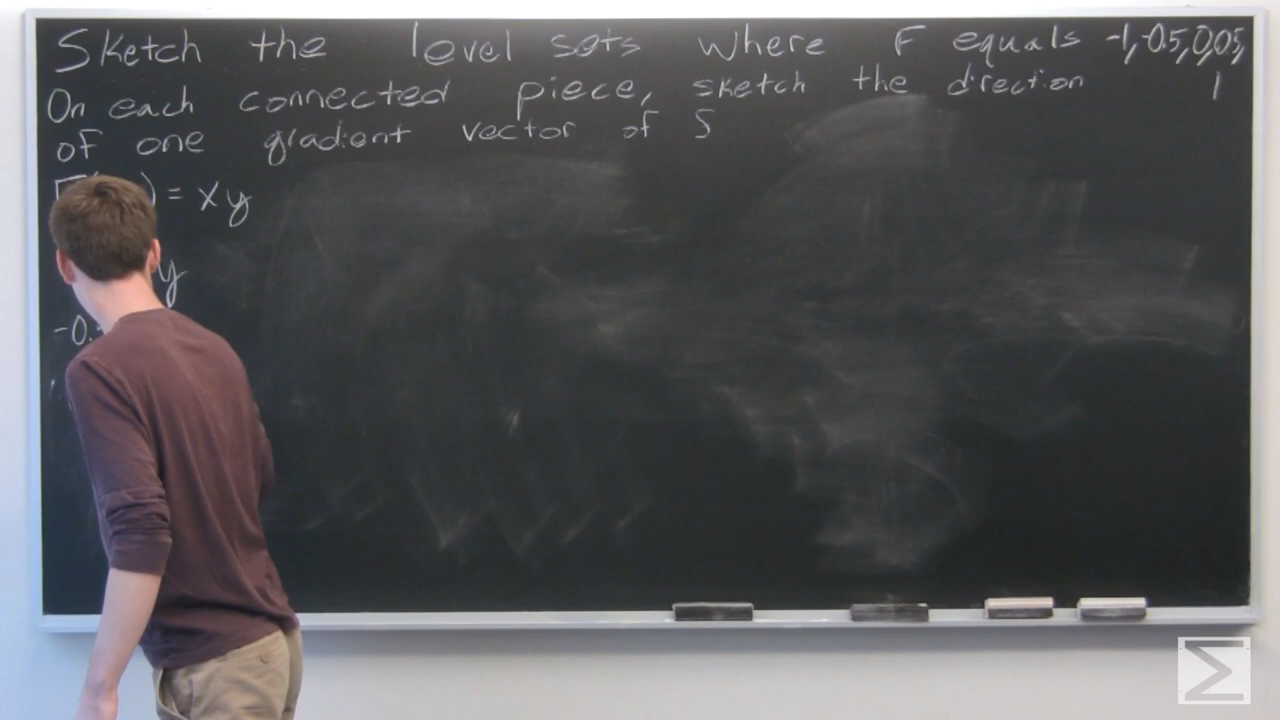 Sketch the level sets where F equals -1,-0.5,0,0.5,
1
On each connected piece, sketch the direction
of one gradient vector of S
) = xy
y
-0.